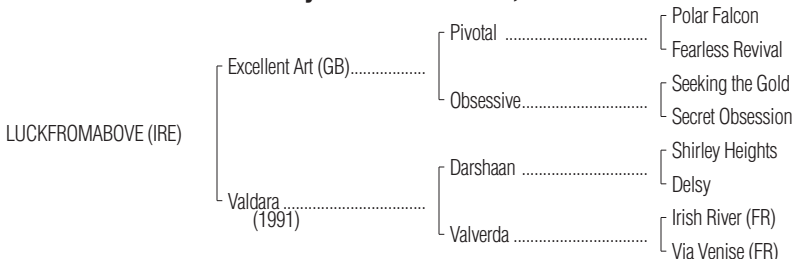 Polar Falcon
Pivotal ....................................
Fearless Revival
Excellent Art (GB)..................
Seeking the Gold
Obsessive................................
Secret Obsession
LUCKFROMABOVE (IRE)
Shirley Heights
Darshaan ................................
Delsy
Valdara ....................................
(1991)
Irish River (FR)
Valverda ..................................
Via Venise (FR)